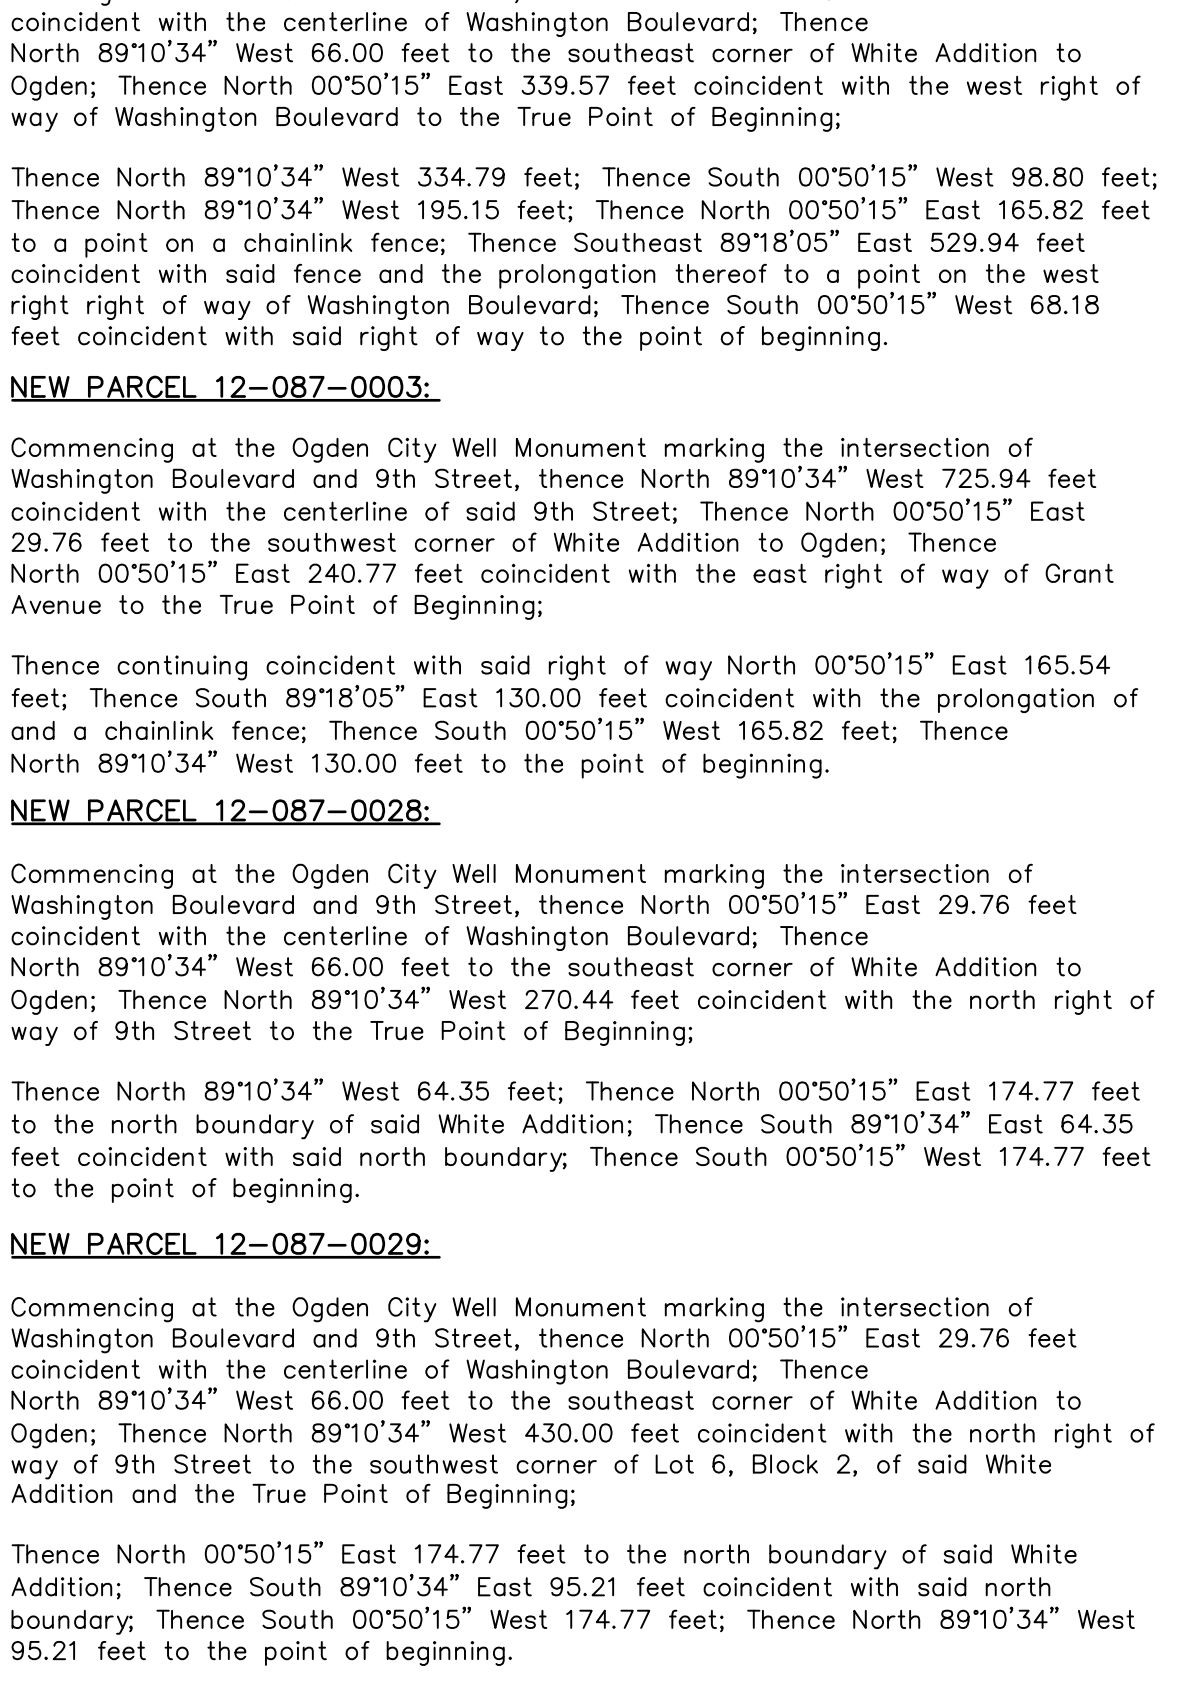 coincident with the centerline of Washington Boulevard; Thence
North 89°10'34" West 66.00 feet to the southeast corner of White Addition to
Ogden; Thence North 00°50'15" East 339.57 feet coincident with the west right of
way of Washington Boulevard to the True Point of Beginning;
Thence North 89°10'34" West 334.79 feet; Thence South 00°50'15" West 98.80 feet;
Thence North 89°10'34" West 195.15 feet; Thence North 00°50'15" East 165.82 feet
to a point on a chainlink fence; Thence Southeast 89°18'05" East 529.94 feet
coincident with said fence and the prolongation thereof to a point on the west
right right of way of Washington Boulevard; Thence South 00°50'15" West 68.18
feet coincident with said right of way to the point of beginning.
NEW PARCEL 12-087-0003:
Commencing at the Ogden City Well Monument marking the intersection of
Washington Boulevard and 9th Street, thence North 89°10'34" West 725.94 feet
coincident with the centerline of said 9th Street; Thence North 00°50'15" East
29.76 feet to the southwest corner of White Addition to Ogden; Thence
North 00°50'15" East 240.77 feet coincident with the east right of way of Grant
Avenue to the True Point of Beginning;
Thence continuing coincident with said right of way North 00°50'15" East 165.54
feet; Thence South 89°18'05" East 130.00 feet coincident with the prolongation of
and a chainlink fence; Thence South 00°50'15" West 165.82 feet; Thence
North 89°10'34" West 130.00 feet to the point of beginning.
NEW PARCEL 12-087-0028:
Commencing at the Ogden City Well Monument marking the intersection of
Washington Boulevard and 9th Street, thence North 00°50'15" East 29.76 feet
coincident with the centerline of Washington Boulevard; Thence
North 89°10'34" West 66.00 feet to the southeast corner of White Addition to
Ogden; Thence North 89°10'34" West 270.44 feet coincident with the north right of
way of 9th Street to the True Point of Beginning;
Thence North 89°10'34" West 64.35 feet; Thence North 00°50'15" East 174.77 feet
to the north boundary of said White Addition; Thence South 89°10'34" East 64.35
feet coincident with said north boundary; Thence South 00°50'15" West 174.77 feet
to the point of beginning.
NEW PARCEL 12-087-0029:
Commencing at the Ogden City Well Monument marking the intersection of
Washington Boulevard and 9th Street, thence North 00°50'15" East 29.76 feet
coincident with the centerline of Washington Boulevard; Thence
North 89°10'34" West 66.00 feet to the southeast corner of White Addition to
Ogden; Thence North 89°10'34" West 430.00 feet coincident with the north right of
way of 9th Street to the southwest corner of Lot 6, Block 2, of said White
Addition and the True Point of Beginning;
Thence North 00°50'15" East 174.77 feet to the north boundary of said White
Addition; Thence South 89°10'34" East 95.21 feet coincident with said north
boundary; Thence South 00°50'15" West 174.77 feet; Thence North 89°10'34" West
95.21 feet to the point of beginning.